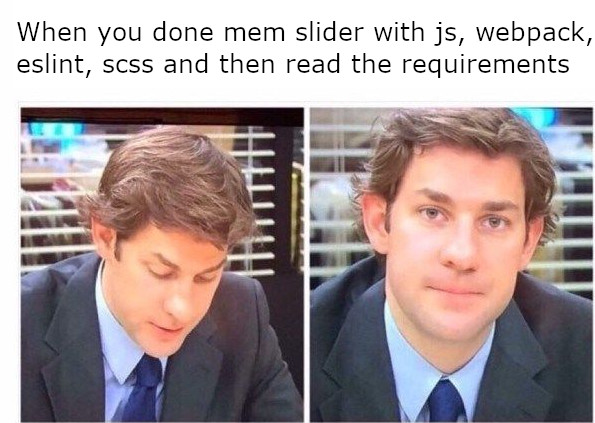 When you done mem slider with js, webpack,
eslint, scss and then read the requirements